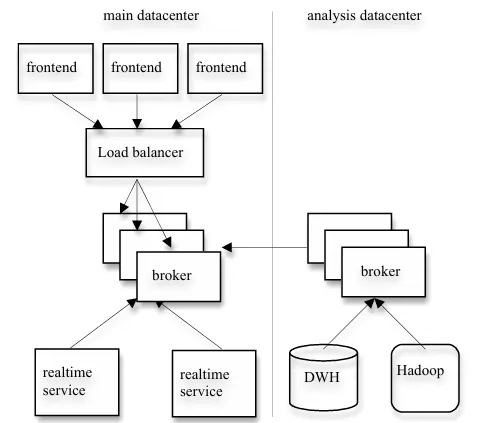 main datacenter
analysis datacenter
frontend
frontend
frontend
Load balancer
broker
broker
realtime
service
realtime
service
DWH
Hadoop